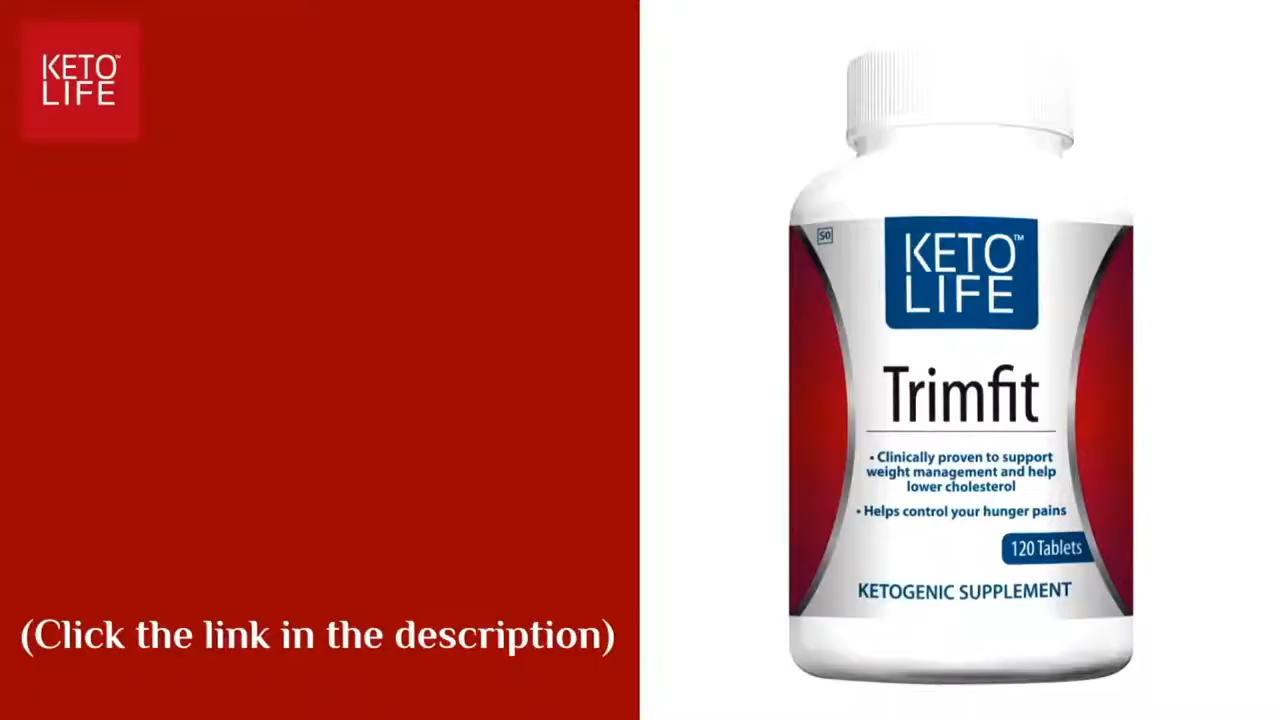 KETO™
LIFE
(Click the link in the description)
S0
KETO™
LIFE
Trimfit
• Clinically proven to support
weight management and help
lower cholesterol
• Helps control your hunger pains
120 Tablets
KETOGENIC SUPPLEMENT